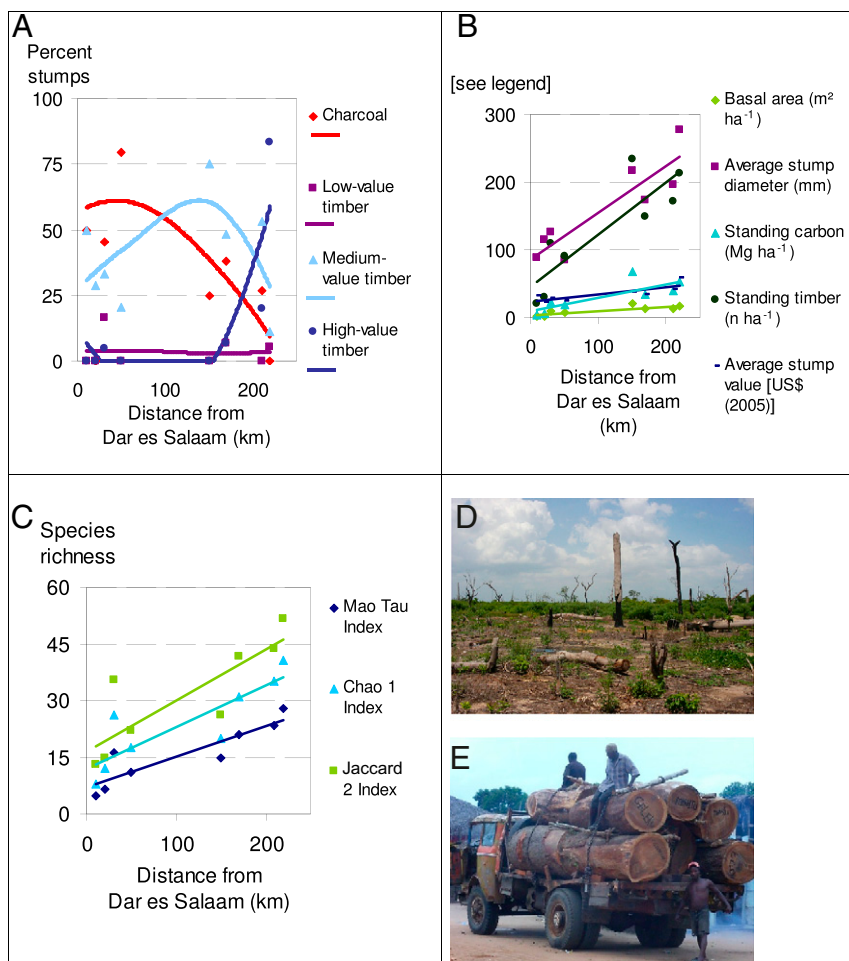 A
Percent
stumps
100
75
50
25
0
0
100
200
Distance from
Dar es Salaam (km)
Charcoal
Low-value
timber
Medium-
value timber
High-value
timber
B
[see legend]
300
200
100
0
0
100
200
Distance from
Dar es Salaam
(km)
Basal area (m²
ha⁻¹)
Average stump
diameter (mm)
Standing carbon
(Mg ha⁻¹)
Standing timber
(n ha⁻¹)
Average stump
value [US$
(2005)]
C
Species
richness
60
45
30
15
0
0
100
200
Distance from
Dar es Salaam (km)
Mao Tau
Index
Chao 1
Index
Jaccard
2 Index
D
E